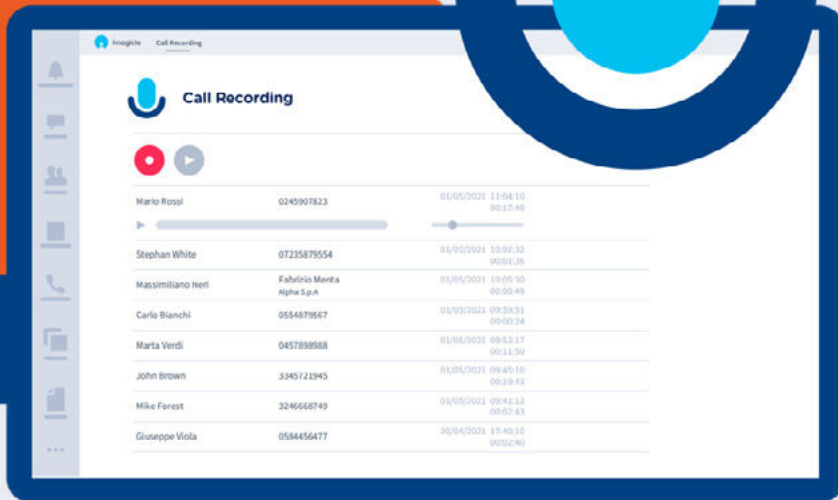 Imagicle Call Recording
Call Recording
Mario Rossi 0245907823 01/05/2021 11:04:10
00:17:40
Stephan White 07235879554 01/05/2021 10:02:32
00:01:36
Massimiliano Neri Fabrizio Menta 01/05/2021 10:05:30
Alpha S.p.A 00:00:49
Carlo Bianchi 0554879567 01/05/2021 09:59:51
00:00:24
Marta Verdi 0457898988 01/05/2021 09:53:17
00:11:50
John Brown 3345721945 01/05/2021 09:45:10
00:10:43
Mike Forest 3246668749 01/05/2021 09:41:12
00:02:43
Giuseppe Viola 0584456477 30/04/2021 17:40:10
00:02:40